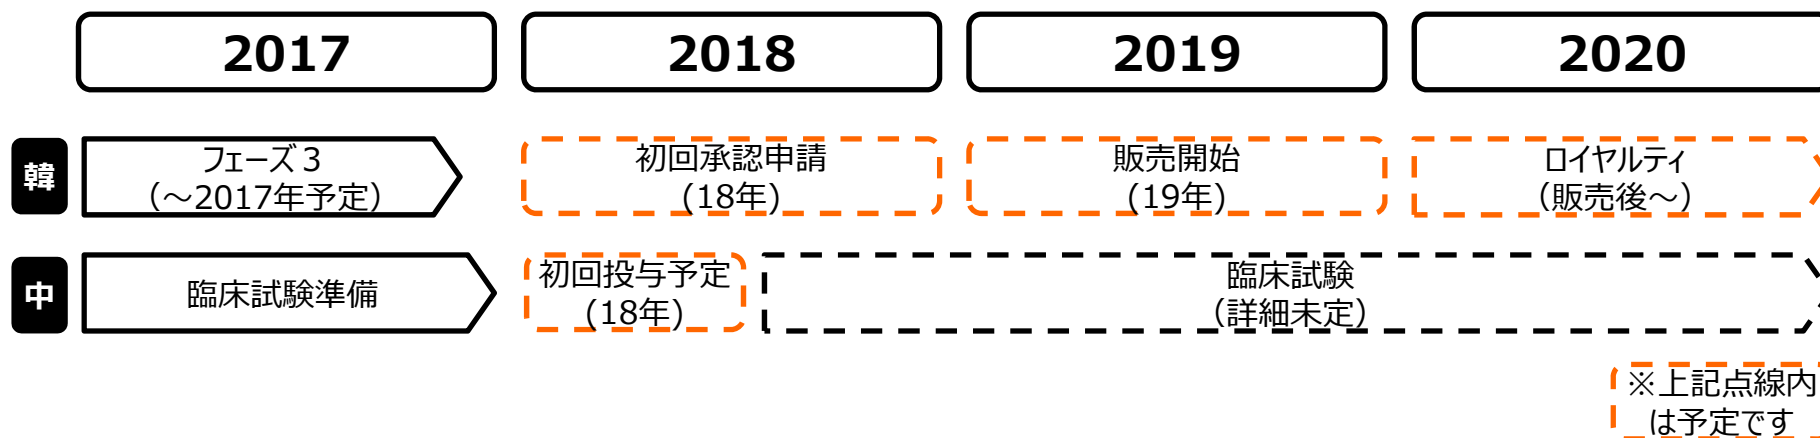 2017
2018
2019
2020
韓
フェーズ３
（～2017年予定）
初回承認申請
(18年）
販売開始
(19年）
ロイヤルティ
（販売後～）
中
臨床試験準備
初回投与予定
(18年）
臨床試験
（詳細未定）
※上記点線内
は予定です